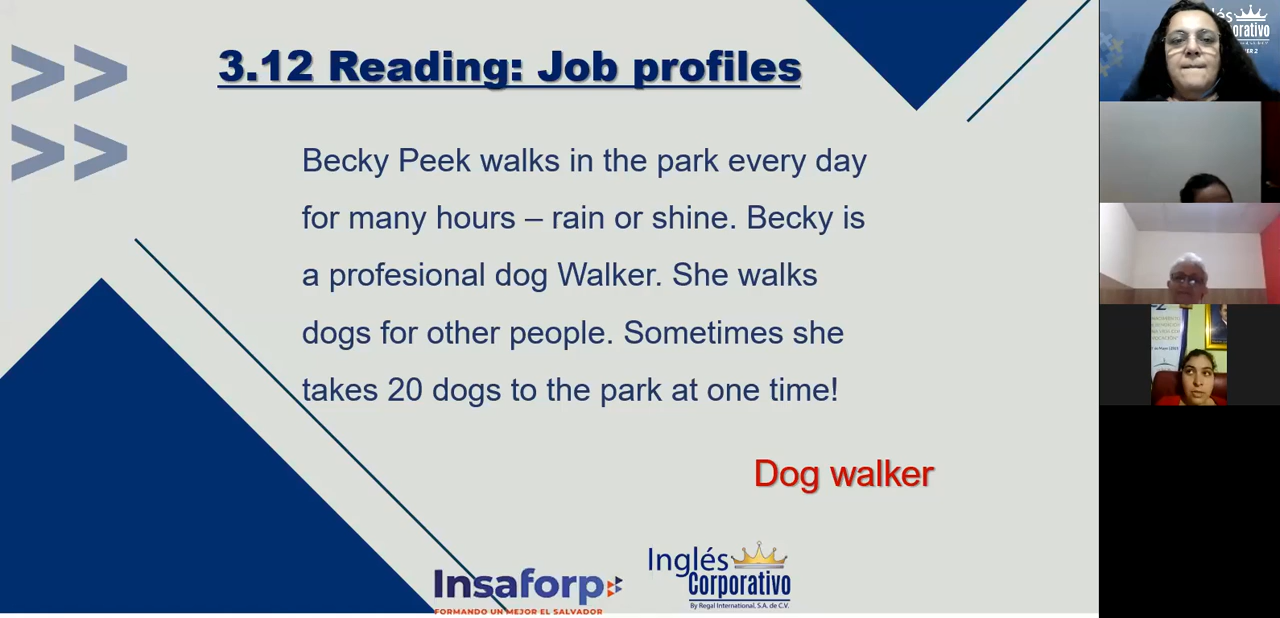 3.12 Reading: Job profiles
Becky Peek walks in the park every day
for many hours – rain or shine. Becky is
a profesional dog Walker. She walks
dogs for other people. Sometimes she
takes 20 dogs to the park at one time!
Dog walker
Insaforp
FORMANDO UN MEJOR EL SALVADOR
Inglés
Corporativo
By Regal International, S.A. de C.V.